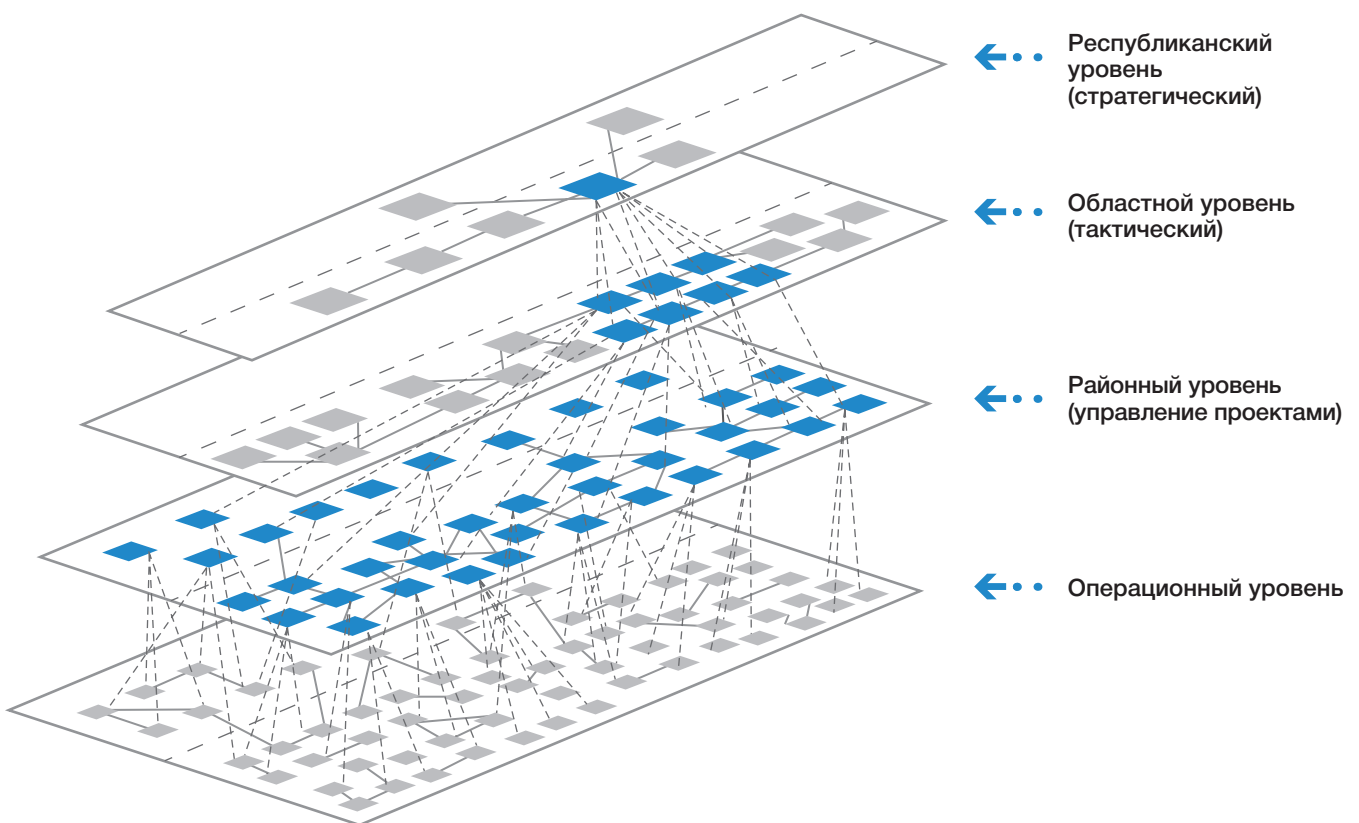 Республиканский
уровень
(стратегический)
Областной уровень
(тактический)
Районный уровень
(управление проектами)
Операционный уровень